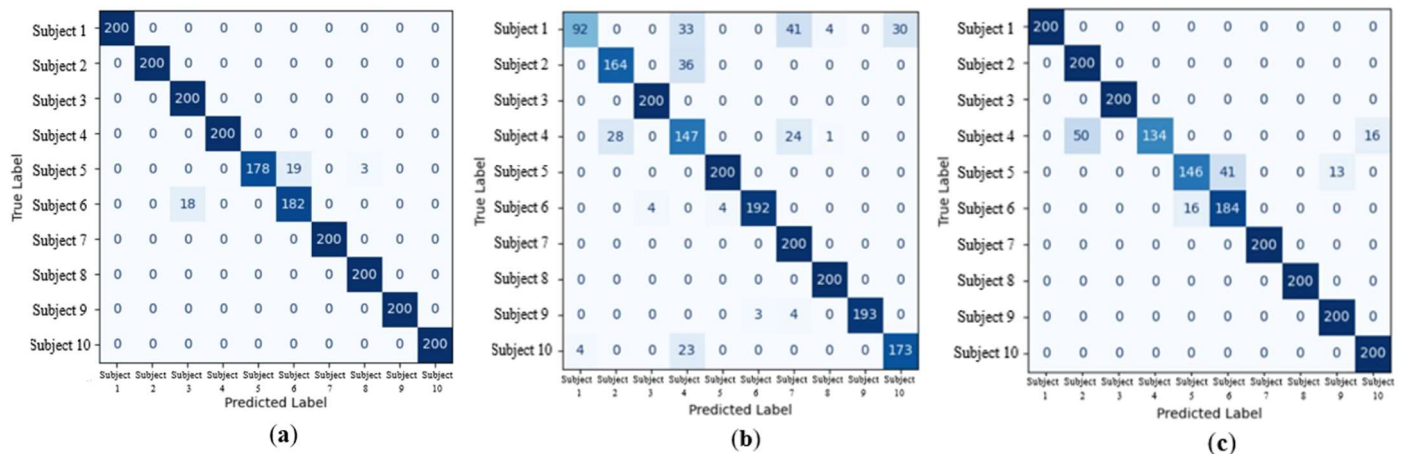 Subject 1 200 0 0 0 0 0 0 0 0 0
Subject 2 0 200 0 0 0 0 0 0 0 0
Subject 3 0 0 200 0 0 0 0 0 0 0
Subject 4 0 0 0 200 0 0 0 0 0 0
Subject 5 0 0 0 0 178 19 0 3 0 0
Subject 6 0 0 18 0 0 182 0 0 0 0
Subject 7 0 0 0 0 0 0 200 0 0 0
Subject 8 0 0 0 0 0 0 0 200 0 0
Subject 9 0 0 0 0 0 0 0 0 200 0
Subject 10 0 0 0 0 0 0 0 0 0 200
True Label
Subject Subject Subject Subject Subject Subject Subject Subject Subject Subject
1 2 3 4 5 6 7 8 9 10
Predicted Label
(a)
Subject 1 92 0 0 33 0 0 41 4 0 30
Subject 2 0 164 0 36 0 0 0 0 0 0
Subject 3 0 0 200 0 0 0 0 0 0 0
Subject 4 0 28 0 147 0 0 24 1 0 0
Subject 5 0 0 0 0 200 0 0 0 0 0
Subject 6 0 0 4 0 4 192 0 0 0 0
Subject 7 0 0 0 0 0 0 200 0 0 0
Subject 8 0 0 0 0 0 0 0 200 0 0
Subject 9 0 0 0 0 0 3 4 0 193 0
Subject 10 4 0 0 23 0 0 0 0 0 173
True Label
Subject Subject Subject Subject Subject Subject Subject Subject Subject Subject
1 2 3 4 5 6 7 8 9 10
Predicted Label
(b)
Subject 1 200 0 0 0 0 0 0 0 0 0
Subject 2 0 200 0 0 0 0 0 0 0 0
Subject 3 0 0 200 0 0 0 0 0 0 0
Subject 4 0 50 0 134 0 0 0 0 0 16
Subject 5 0 0 0 0 146 41 0 0 13 0
Subject 6 0 0 0 0 16 184 0 0 0 0
Subject 7 0 0 0 0 0 0 200 0 0 0
Subject 8 0 0 0 0 0 0 0 200 0 0
Subject 9 0 0 0 0 0 0 0 0 200 0
Subject 10 0 0 0 0 0 0 0 0 0 200
True Label
Subject Subject Subject Subject Subject Subject Subject Subject Subject Subject
1 2 3 4 5 6 7 8 9 10
Predicted Label
(c)